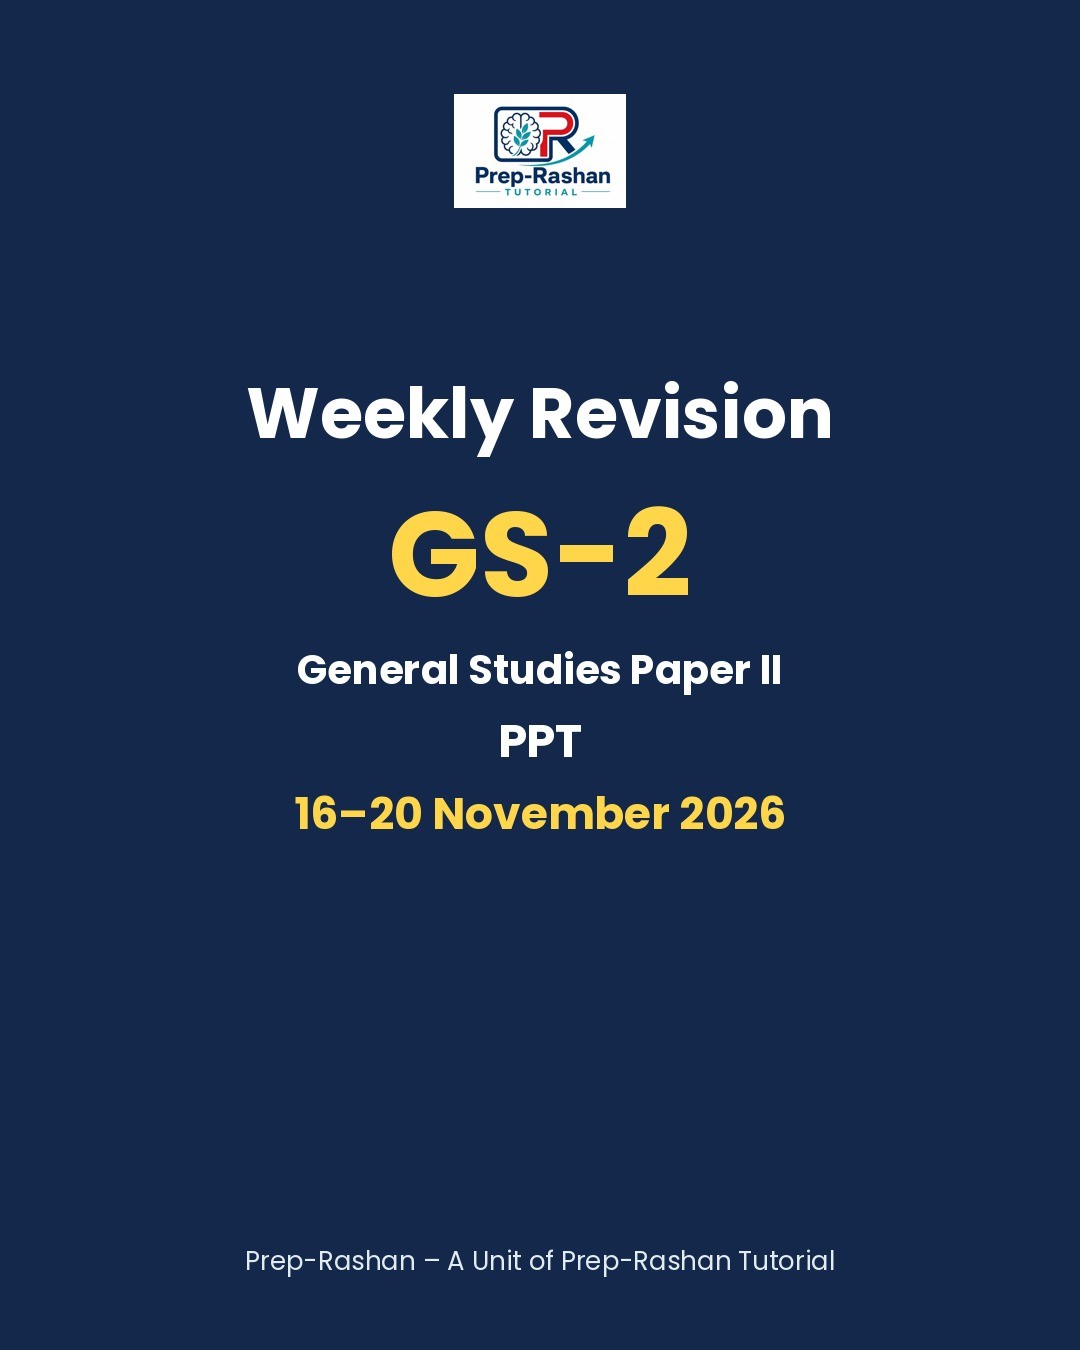 Prep-Rashan
TUTORIAL
Weekly Revision
GS-2
General Studies Paper II
PPT
16–20 November 2026
Prep-Rashan – A Unit of Prep-Rashan Tutorial